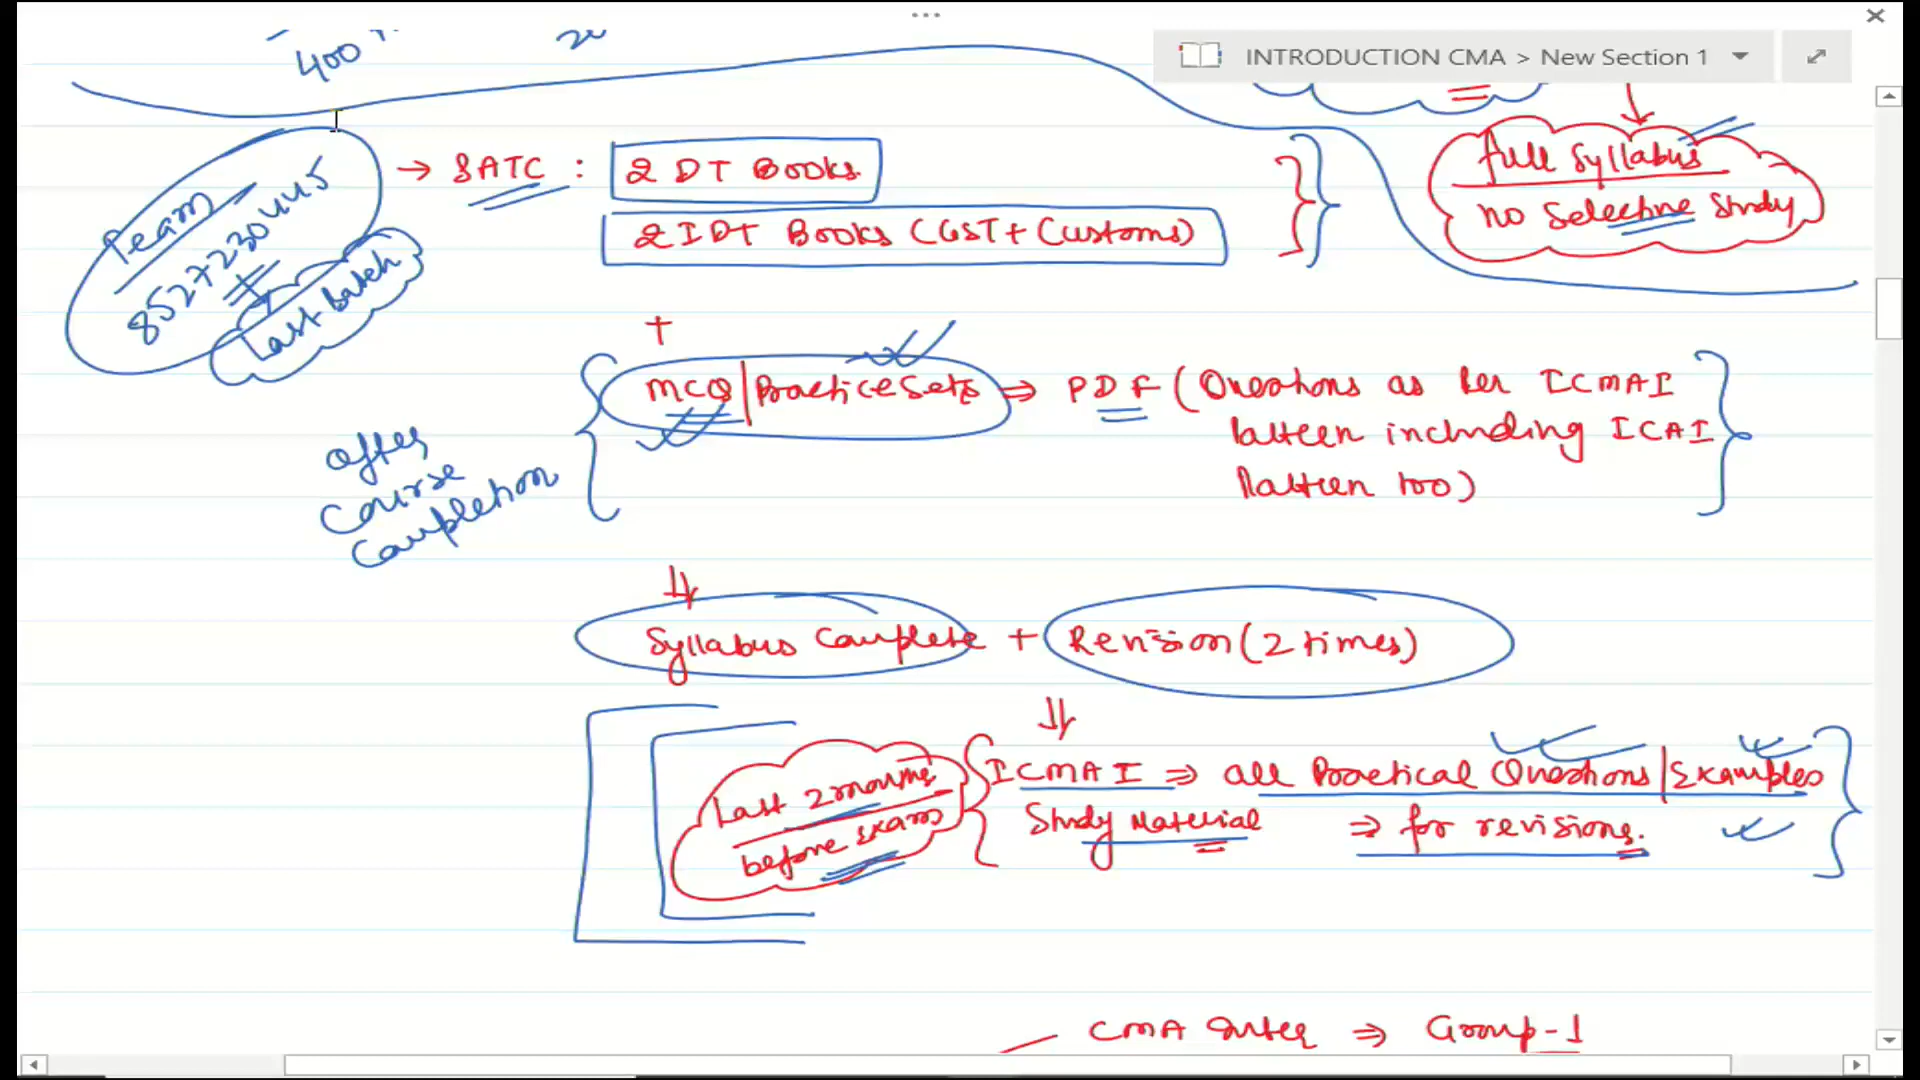 INTRODUCTION CMA > New Section 1
400
20
→ SATC : 2 DT Books
2 IDT Books (GST + Customs)
full syllabus
no selective study
Team
8527230445
Last Batch
+
MCQ | Practice sets ⇒ PDF (Questions as per ICMAI
Pattern including ICAI
Pattern too)
after
course
completion
Syllabus complete + Revision (2 times)
Last 2 months
before exam
ICMAI ⇒ all Practical Questions | Examples
Study Material ⇒ for revisions.
CMA Inter ⇒ Group-1